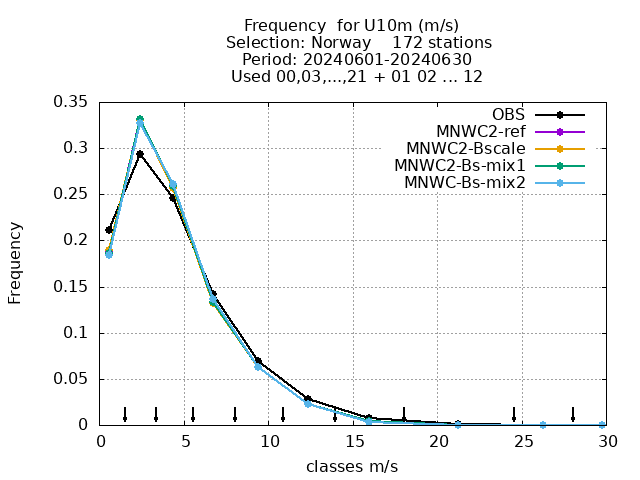 Frequency  for U10m (m/s)
Selection: Norway    172 stations
Period: 20240601-20240630
Used 00,03,...,21 + 01 02 ... 12
OBS
MNWC2-ref
MNWC2-Bscale
MNWC2-Bs-mix1
MNWC-Bs-mix2
Frequency
0.35
0.3
0.25
0.2
0.15
0.1
0.05
0
0 5 10 15 20 25 30
classes m/s